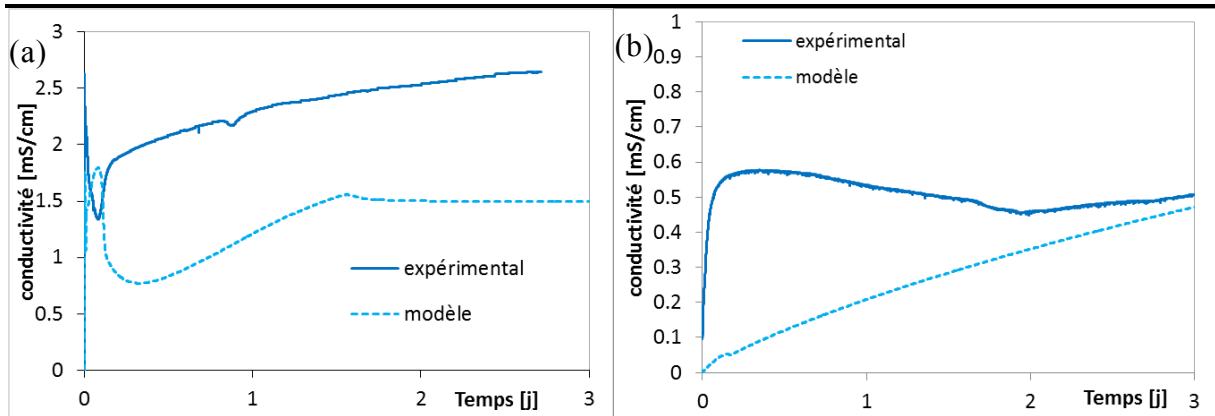 (a)
3
2.5
2
1.5
1
0.5
0
conductivité [mS/cm]
expérimental
modèle
0 1 2 3
Temps [j]
(b)
1
0.9
0.8
0.7
0.6
0.5
0.4
0.3
0.2
0.1
0
conductivité [mS/cm]
expérimental
modèle
0 1 2 3
Temps [j]